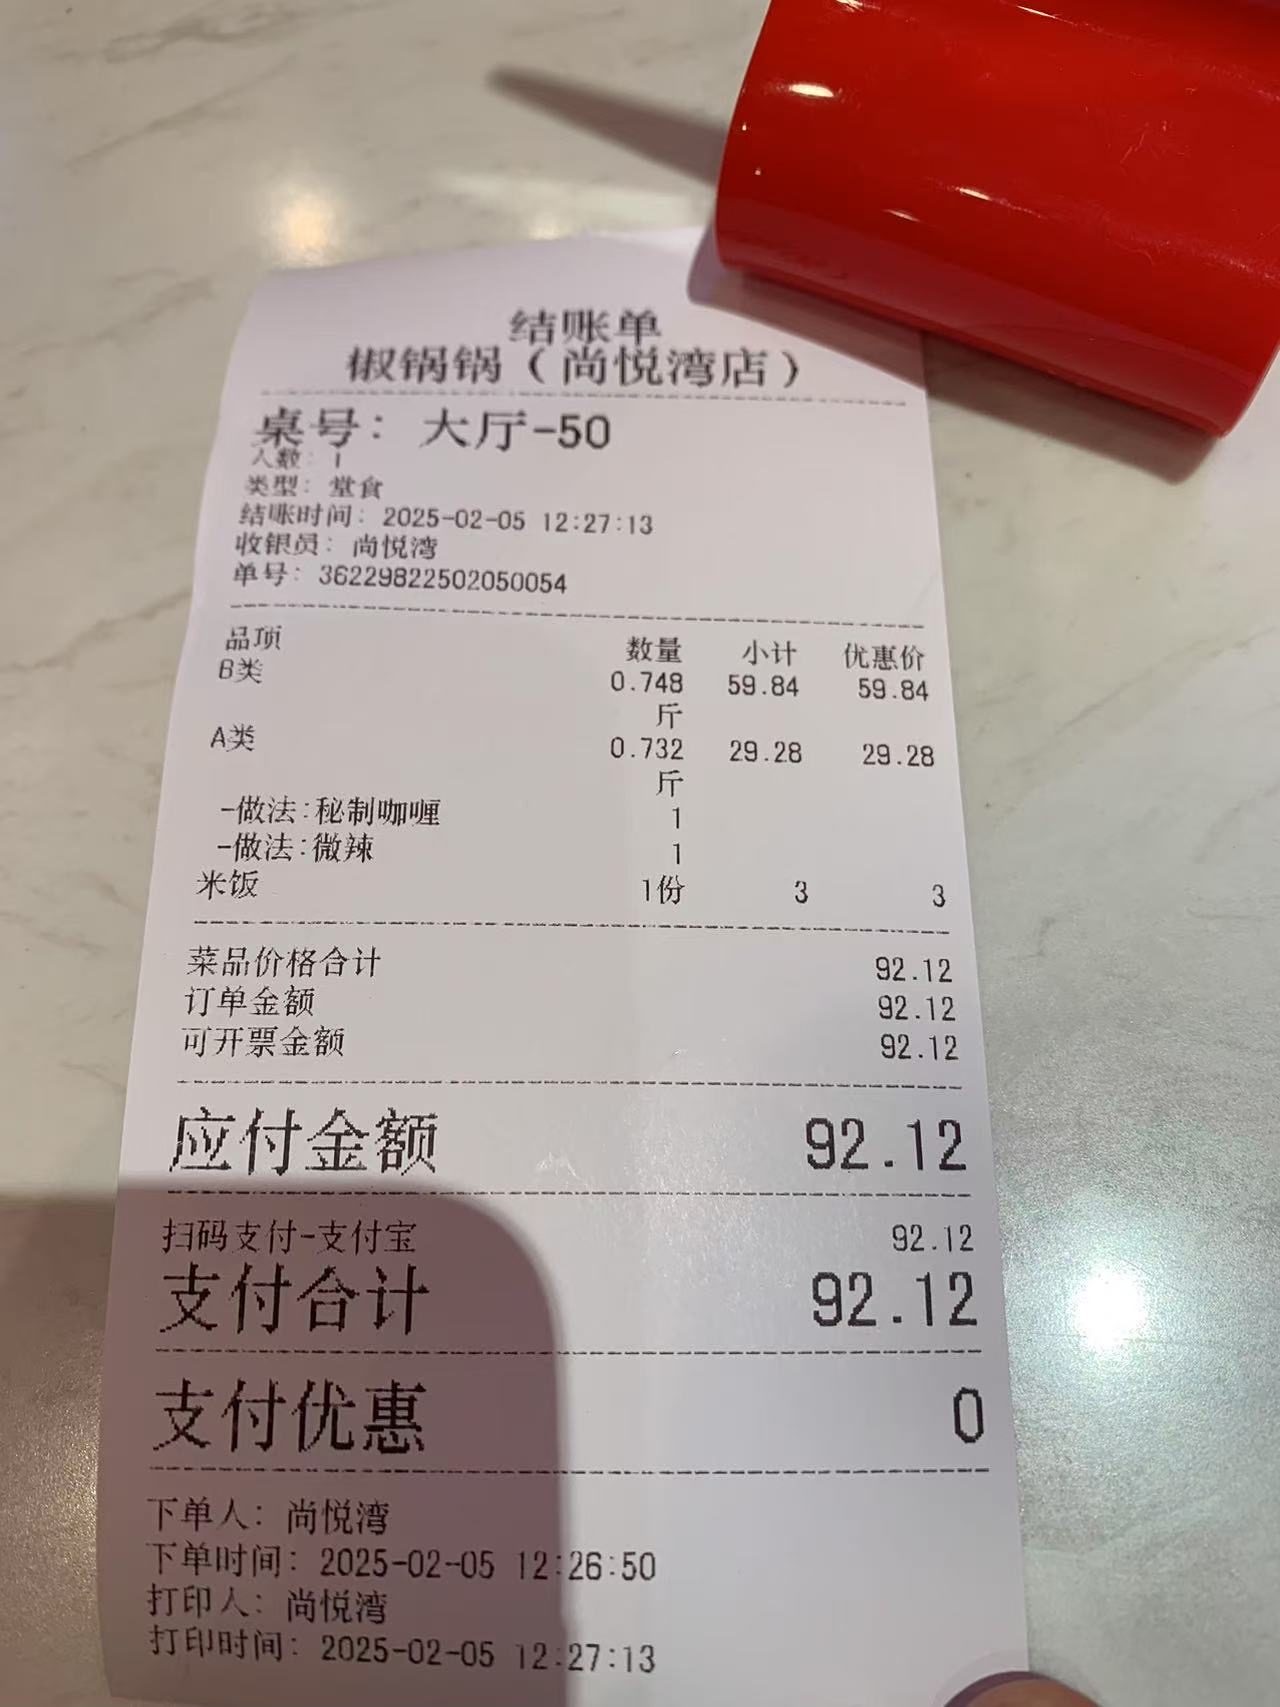 结账单
椒锅锅（尚悦湾店）
桌号：大厅-50
人数：1
类型：堂食
结账时间：2025-02-05 12:27:13
收银员：尚悦湾
单号：36229822502050054
品项 数量 小计 优惠价
B类 0.748 59.84 59.84
斤
A类 0.732 29.28 29.28
斤
-做法:秘制咖喱 1
-做法:微辣 1
米饭 1份 3 3
菜品价格合计 92.12
订单金额 92.12
可开票金额 92.12
应付金额 92.12
扫码支付-支付宝 92.12
支付合计 92.12
支付优惠 0
下单人：尚悦湾
下单时间：2025-02-05 12:26:50
打印人：尚悦湾
打印时间：2025-02-05 12:27:13